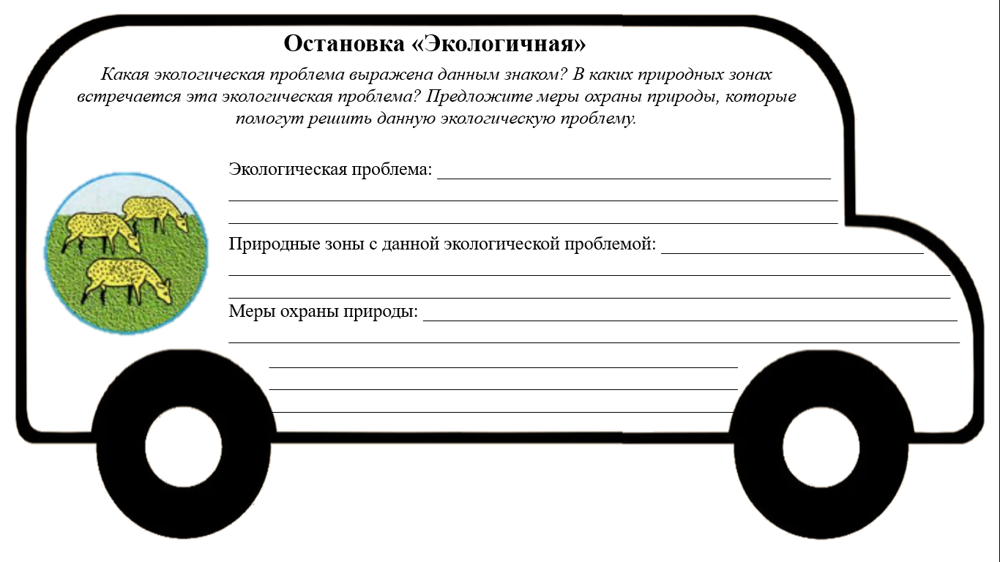 Остановка «Экологичная»
Какая экологическая проблема выражена данным знаком? В каких природных зонах
встречается эта экологическая проблема? Предложите меры охраны природы, которые
помогут решить данную экологическую проблему.
Экологическая проблема:
Природные зоны с данной экологической проблемой:
Меры охраны природы: